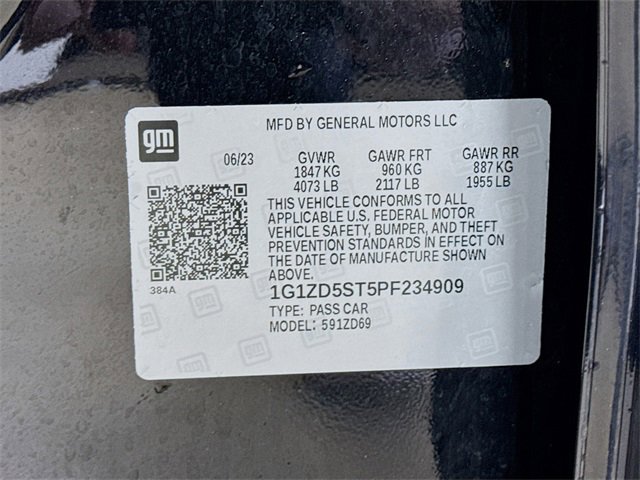 gm
MFD BY GENERAL MOTORS LLC
06/23 GVWR GAWR FRT GAWR RR
1847 KG 960 KG 887 KG
4073 LB 2117 LB 1955 LB
THIS VEHICLE CONFORMS TO ALL
APPLICABLE U.S. FEDERAL MOTOR
VEHICLE SAFETY, BUMPER, AND THEFT
PREVENTION STANDARDS IN EFFECT ON
THE DATE OF MANUFACTURE SHOWN
ABOVE.
384A
1G1ZD5ST5PF234909
TYPE: PASS CAR
MODEL: 591ZD69